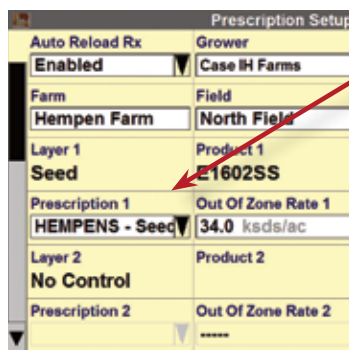 Prescription Setup
Auto Reload Rx Grower
Enabled Case IH Farms
Farm Field
Hempen Farm North Field
Layer 1 Product 1
Seed E1602SS
Prescription 1 Out Of Zone Rate 1
HEMPENS - Seed 34.0 ksds/ac
Layer 2 Product 2
No Control
Prescription 2 Out Of Zone Rate 2
-----